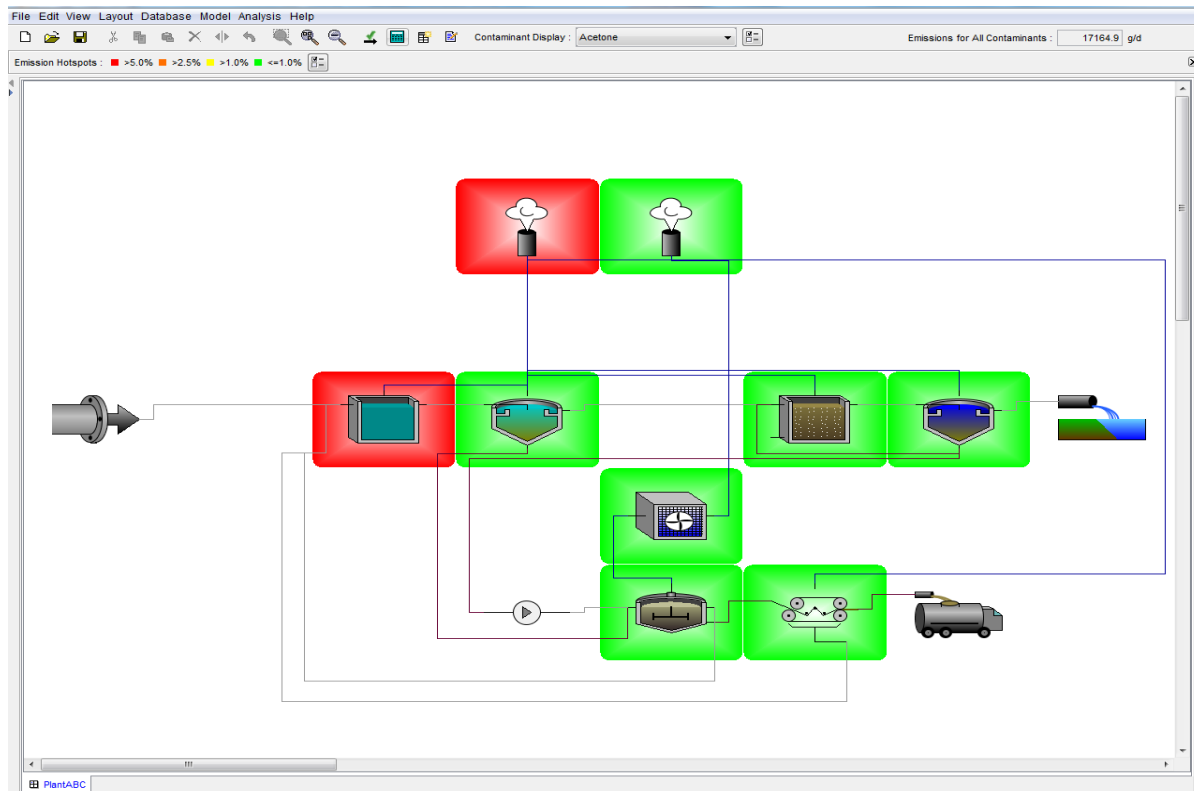 File Edit View Layout Database Model Analysis Help
Contaminant Display : Acetone Emissions for All Contaminants : 17164.9 g/d
Emission Hotspots : >5.0% >2.5% >1.0% <=1.0%
PlantABC